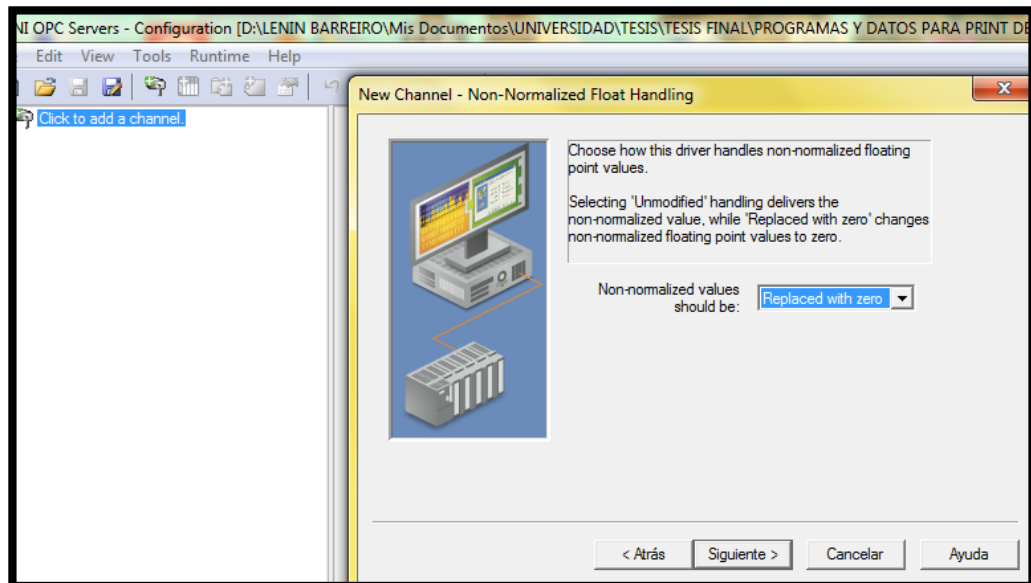 NI OPC Servers - Configuration [D:\LENIN BARREIRO\Mis Documentos\UNIVERSIDAD\TESIS\TESIS FINAL\PROGRAMAS Y DATOS PARA PRINT DE
Edit View Tools Runtime Help
New Channel - Non-Normalized Float Handling
Click to add a channel.
Choose how this driver handles non-normalized floating
point values.
Selecting 'Unmodified' handling delivers the
non-normalized value, while 'Replaced with zero' changes
non-normalized floating point values to zero.
Non-normalized values
should be:
Replaced with zero
< Atrás
Siguiente >
Cancelar
Ayuda